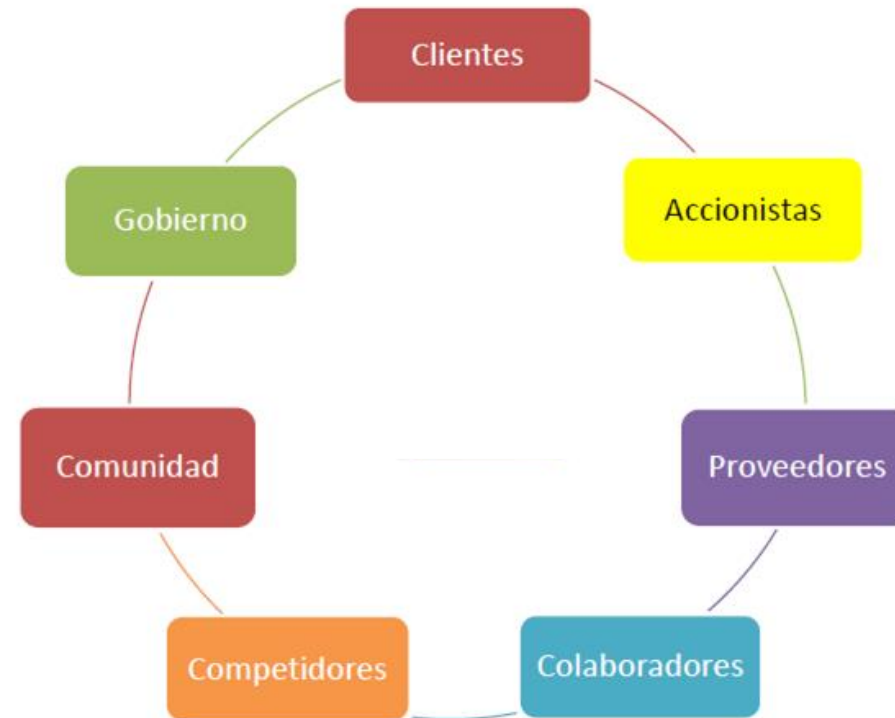 Clientes
Accionistas
Proveedores
Colaboradores
Competidores
Comunidad
Gobierno